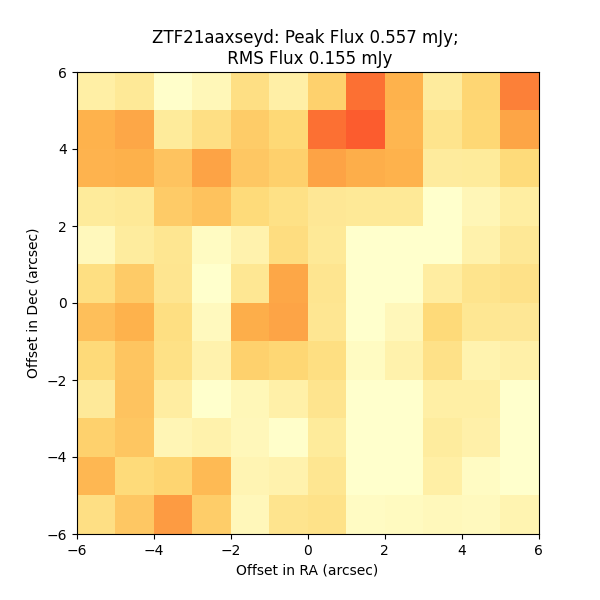 ZTF21aaxseyd: Peak Flux 0.557 mJy;
RMS Flux 0.155 mJy
6
4
2
0
−2
−4
−6
Offset in Dec (arcsec)
−6 −4 −2 0 2 4 6
Offset in RA (arcsec)